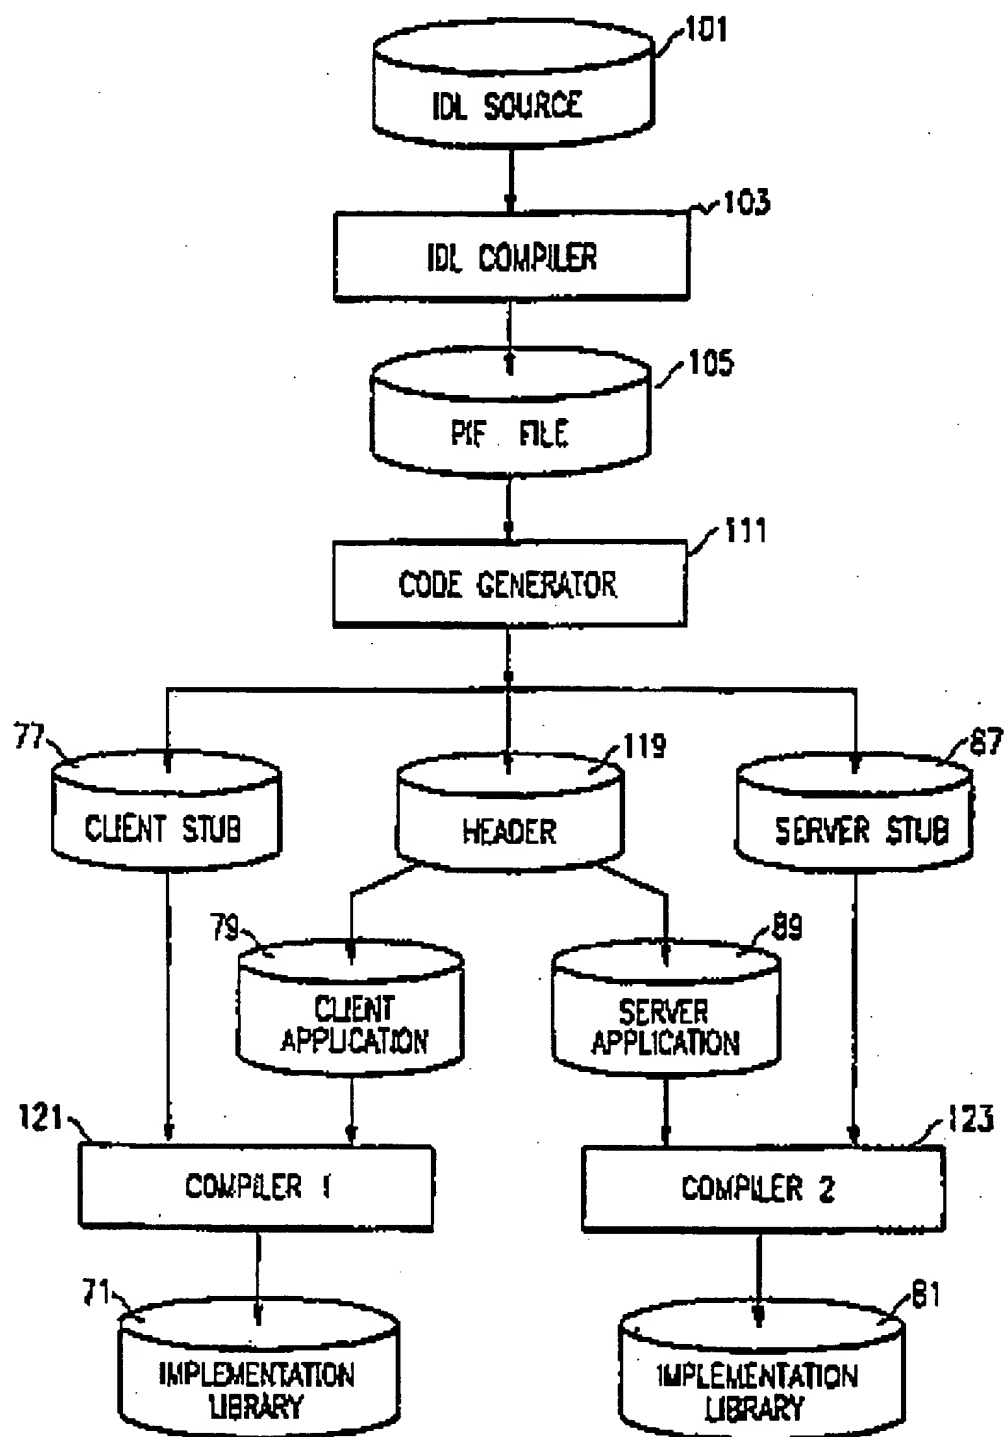 101
IDL SOURCE
103
IDL COMPILER
105
PIF FILE
111
CODE GENERATOR
77
119
87
CLIENT STUB
HEADER
SERVER STUB
79
89
CLIENT
APPLICATION
SERVER
APPLICATION
121
123
COMPILER 1
COMPILER 2
71
81
IMPLEMENTATION
LIBRARY
IMPLEMENTATION
LIBRARY